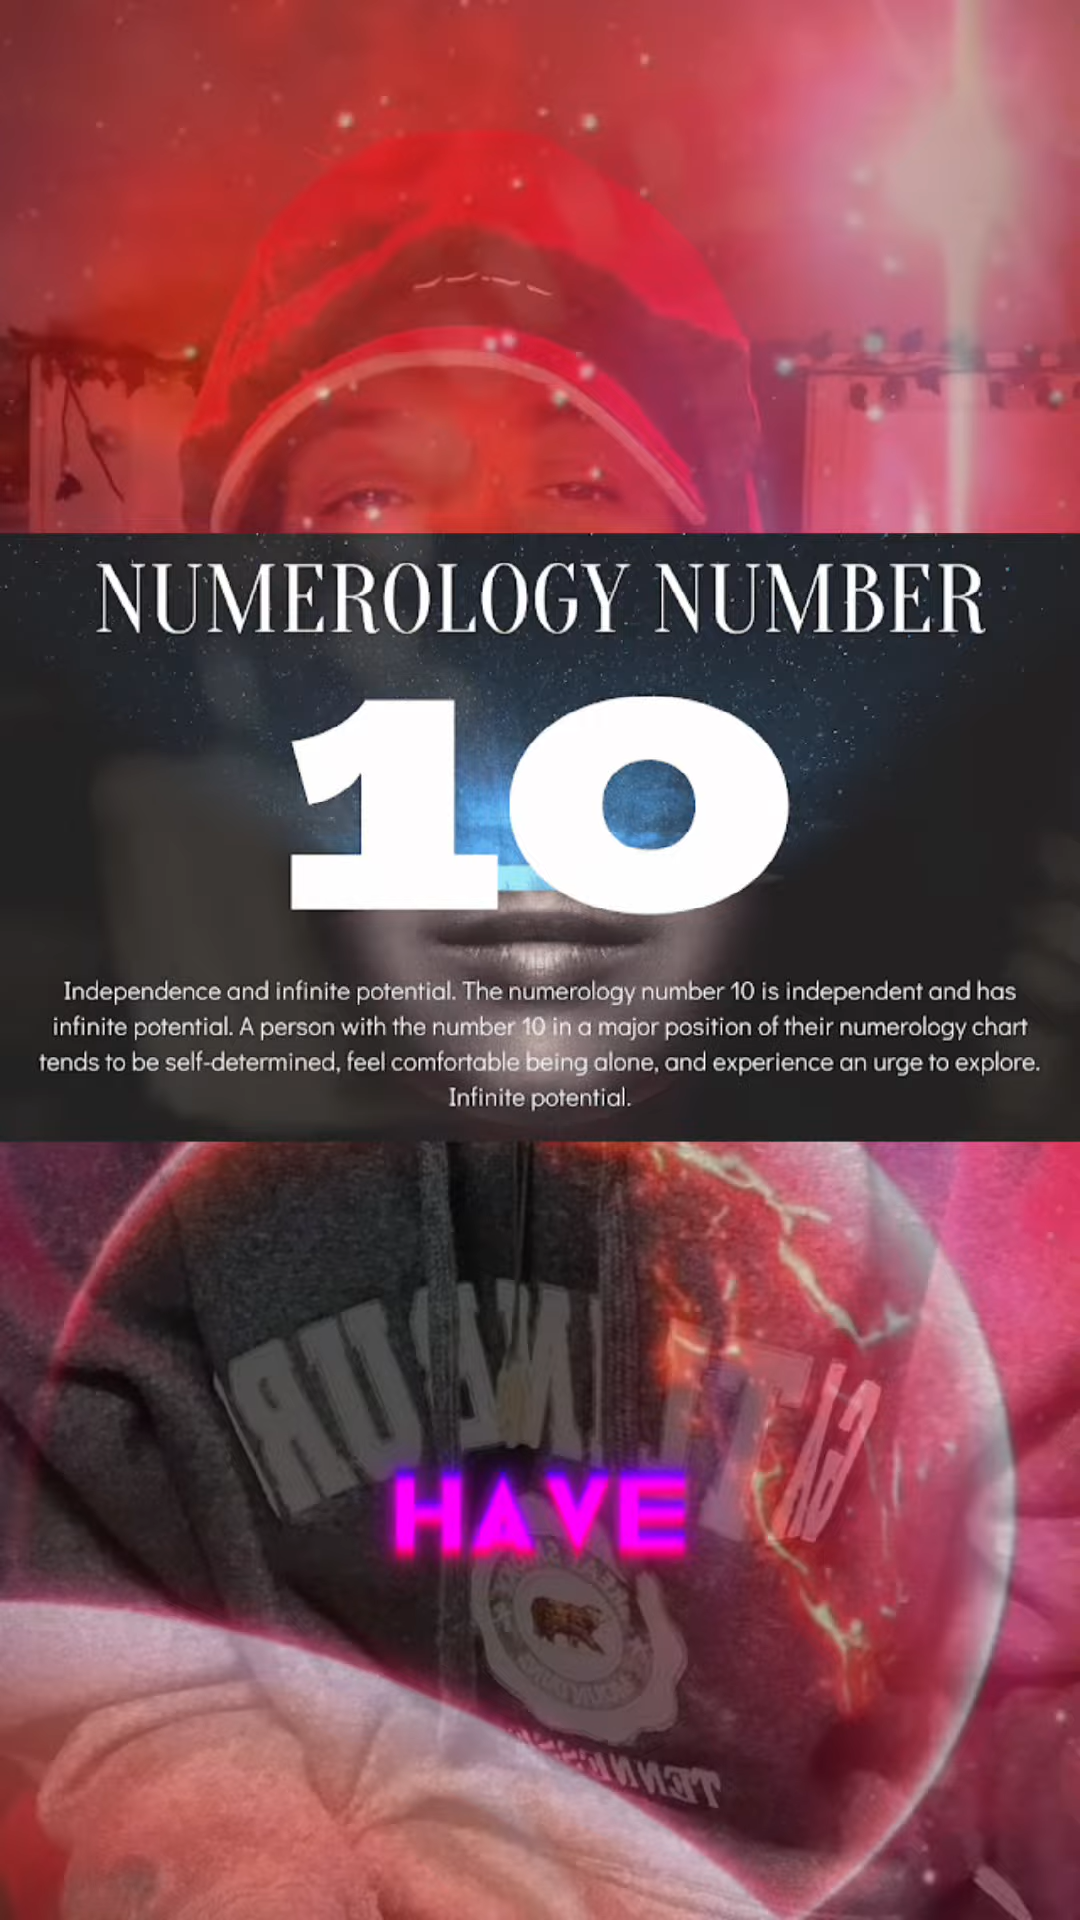 NUMEROLOGY NUMBER
10
Independence and infinite potential. The numerology number 10 is independent and has
infinite potential. A person with the number 10 in a major position of their numerology chart
tends to be self-determined, feel comfortable being alone, and experience an urge to explore.
Infinite potential.
HAVE